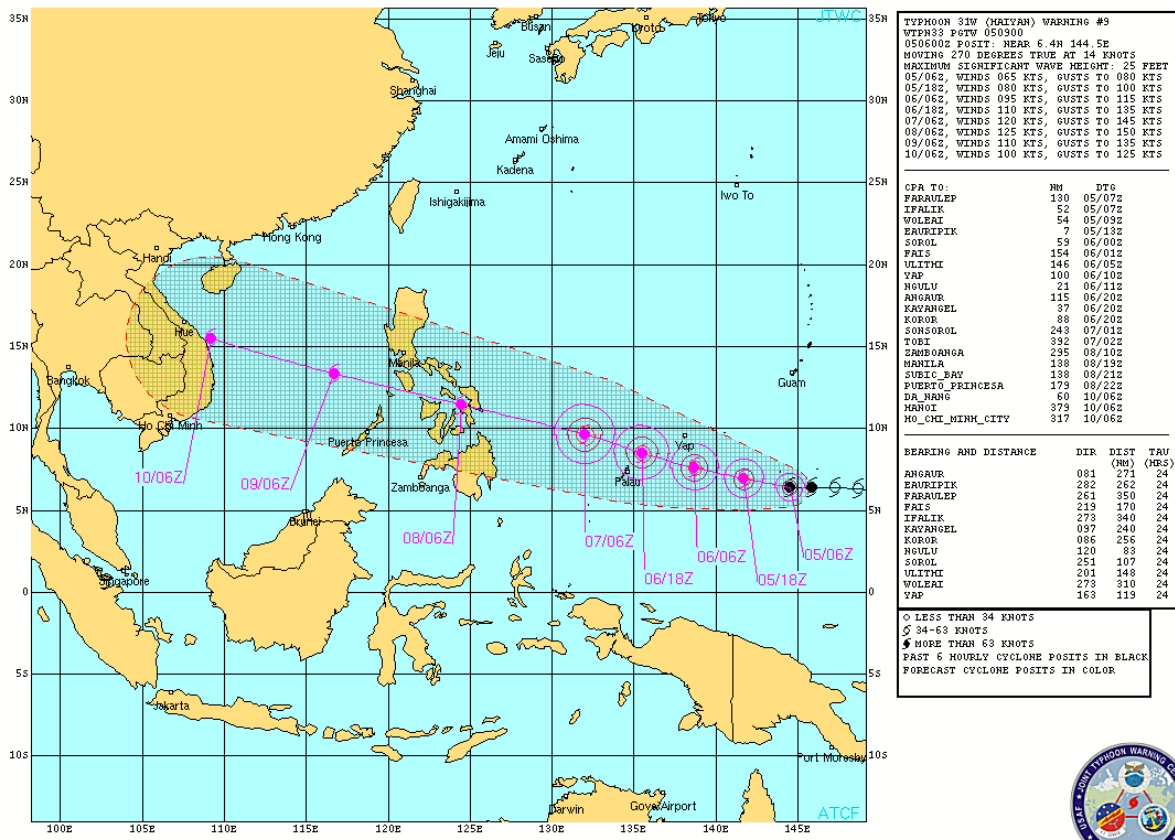 JTWC
35N
35N
30N
30N
25N
25N
20N
20N
15N
15N
10N
10N
5N
5N
0
0
5S
5S
10S
10S
100E
105E
110E
115E
120E
125E
130E
135E
140E
145E
Busan
Kyoto
Tokyo
Jeju
Sasebo
Shanghai
Amami Oshima
Kadena
Iwo To
Ishigakijima
Hong Kong
Hanoi
Hue
Manila
Guam
Bangkok
Ho Chi Minh
Puerto Princesa
Yap
Palau
Zamboanga
Brunei
Singapore
Jakarta
Port Moresby
Darwin
Gove Airport
10/06Z
09/06Z
08/06Z
07/06Z
06/18Z
06/06Z
05/18Z
05/06Z
ATCF
TYPHOON 31W (HAIYAN) WARNING #9
WTPN33 PGTW 050900
050600Z POSIT: NEAR 6.4N 144.5E
MOVING 270 DEGREES TRUE AT 14 KNOTS
MAXIMUM SIGNIFICANT WAVE HEIGHT: 25 FEET
05/06Z, WINDS 065 KTS, GUSTS TO 080 KTS
05/18Z, WINDS 080 KTS, GUSTS TO 100 KTS
06/06Z, WINDS 095 KTS, GUSTS TO 115 KTS
06/18Z, WINDS 110 KTS, GUSTS TO 135 KTS
07/06Z, WINDS 120 KTS, GUSTS TO 145 KTS
08/06Z, WINDS 125 KTS, GUSTS TO 150 KTS
09/06Z, WINDS 110 KTS, GUSTS TO 135 KTS
10/06Z, WINDS 100 KTS, GUSTS TO 125 KTS
CPA TO: NM DTG
FARAULEP 130 05/07Z
IFALIK 52 05/07Z
WOLEAI 54 05/09Z
EAURIPIK 7 05/13Z
SOROL 59 06/00Z
FAIS 154 06/01Z
ULITHI 146 06/05Z
YAP 100 06/10Z
NGULU 21 06/11Z
ANGAUR 115 06/20Z
KAYANGEL 37 06/20Z
KOROR 88 06/20Z
SONSOROL 243 07/01Z
TOBI 392 07/02Z
ZAMBOANGA 295 08/10Z
MANILA 138 08/19Z
SUBIC_BAY 138 08/21Z
PUERTO_PRINCESA 179 08/22Z
DA_NANG 60 10/06Z
HANOI 379 10/06Z
HO_CHI_MINH_CITY 317 10/06Z
BEARING AND DISTANCE DIR DIST TAU
(NM) (HRS)
ANGAUR 081 271 24
EAURIPIK 282 262 24
FARAULEP 261 350 24
FAIS 219 170 24
IFALIK 273 340 24
KAYANGEL 097 240 24
KOROR 086 256 24
NGULU 120 83 24
SOROL 251 107 24
ULITHI 201 148 24
WOLEAI 273 310 24
YAP 163 119 24
LESS THAN 34 KNOTS
34-63 KNOTS
MORE THAN 63 KNOTS
PAST 6 HOURLY CYCLONE POSITS IN BLACK
FORECAST CYCLONE POSITS IN COLOR
USAF ★ JOINT TYPHOON WARNING